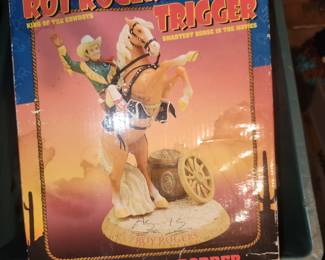 ROY ROGERS
TRIGGER
KING OF THE COWBOYS
SMARTEST HORSE IN THE MOVIES
ROY ROGERS